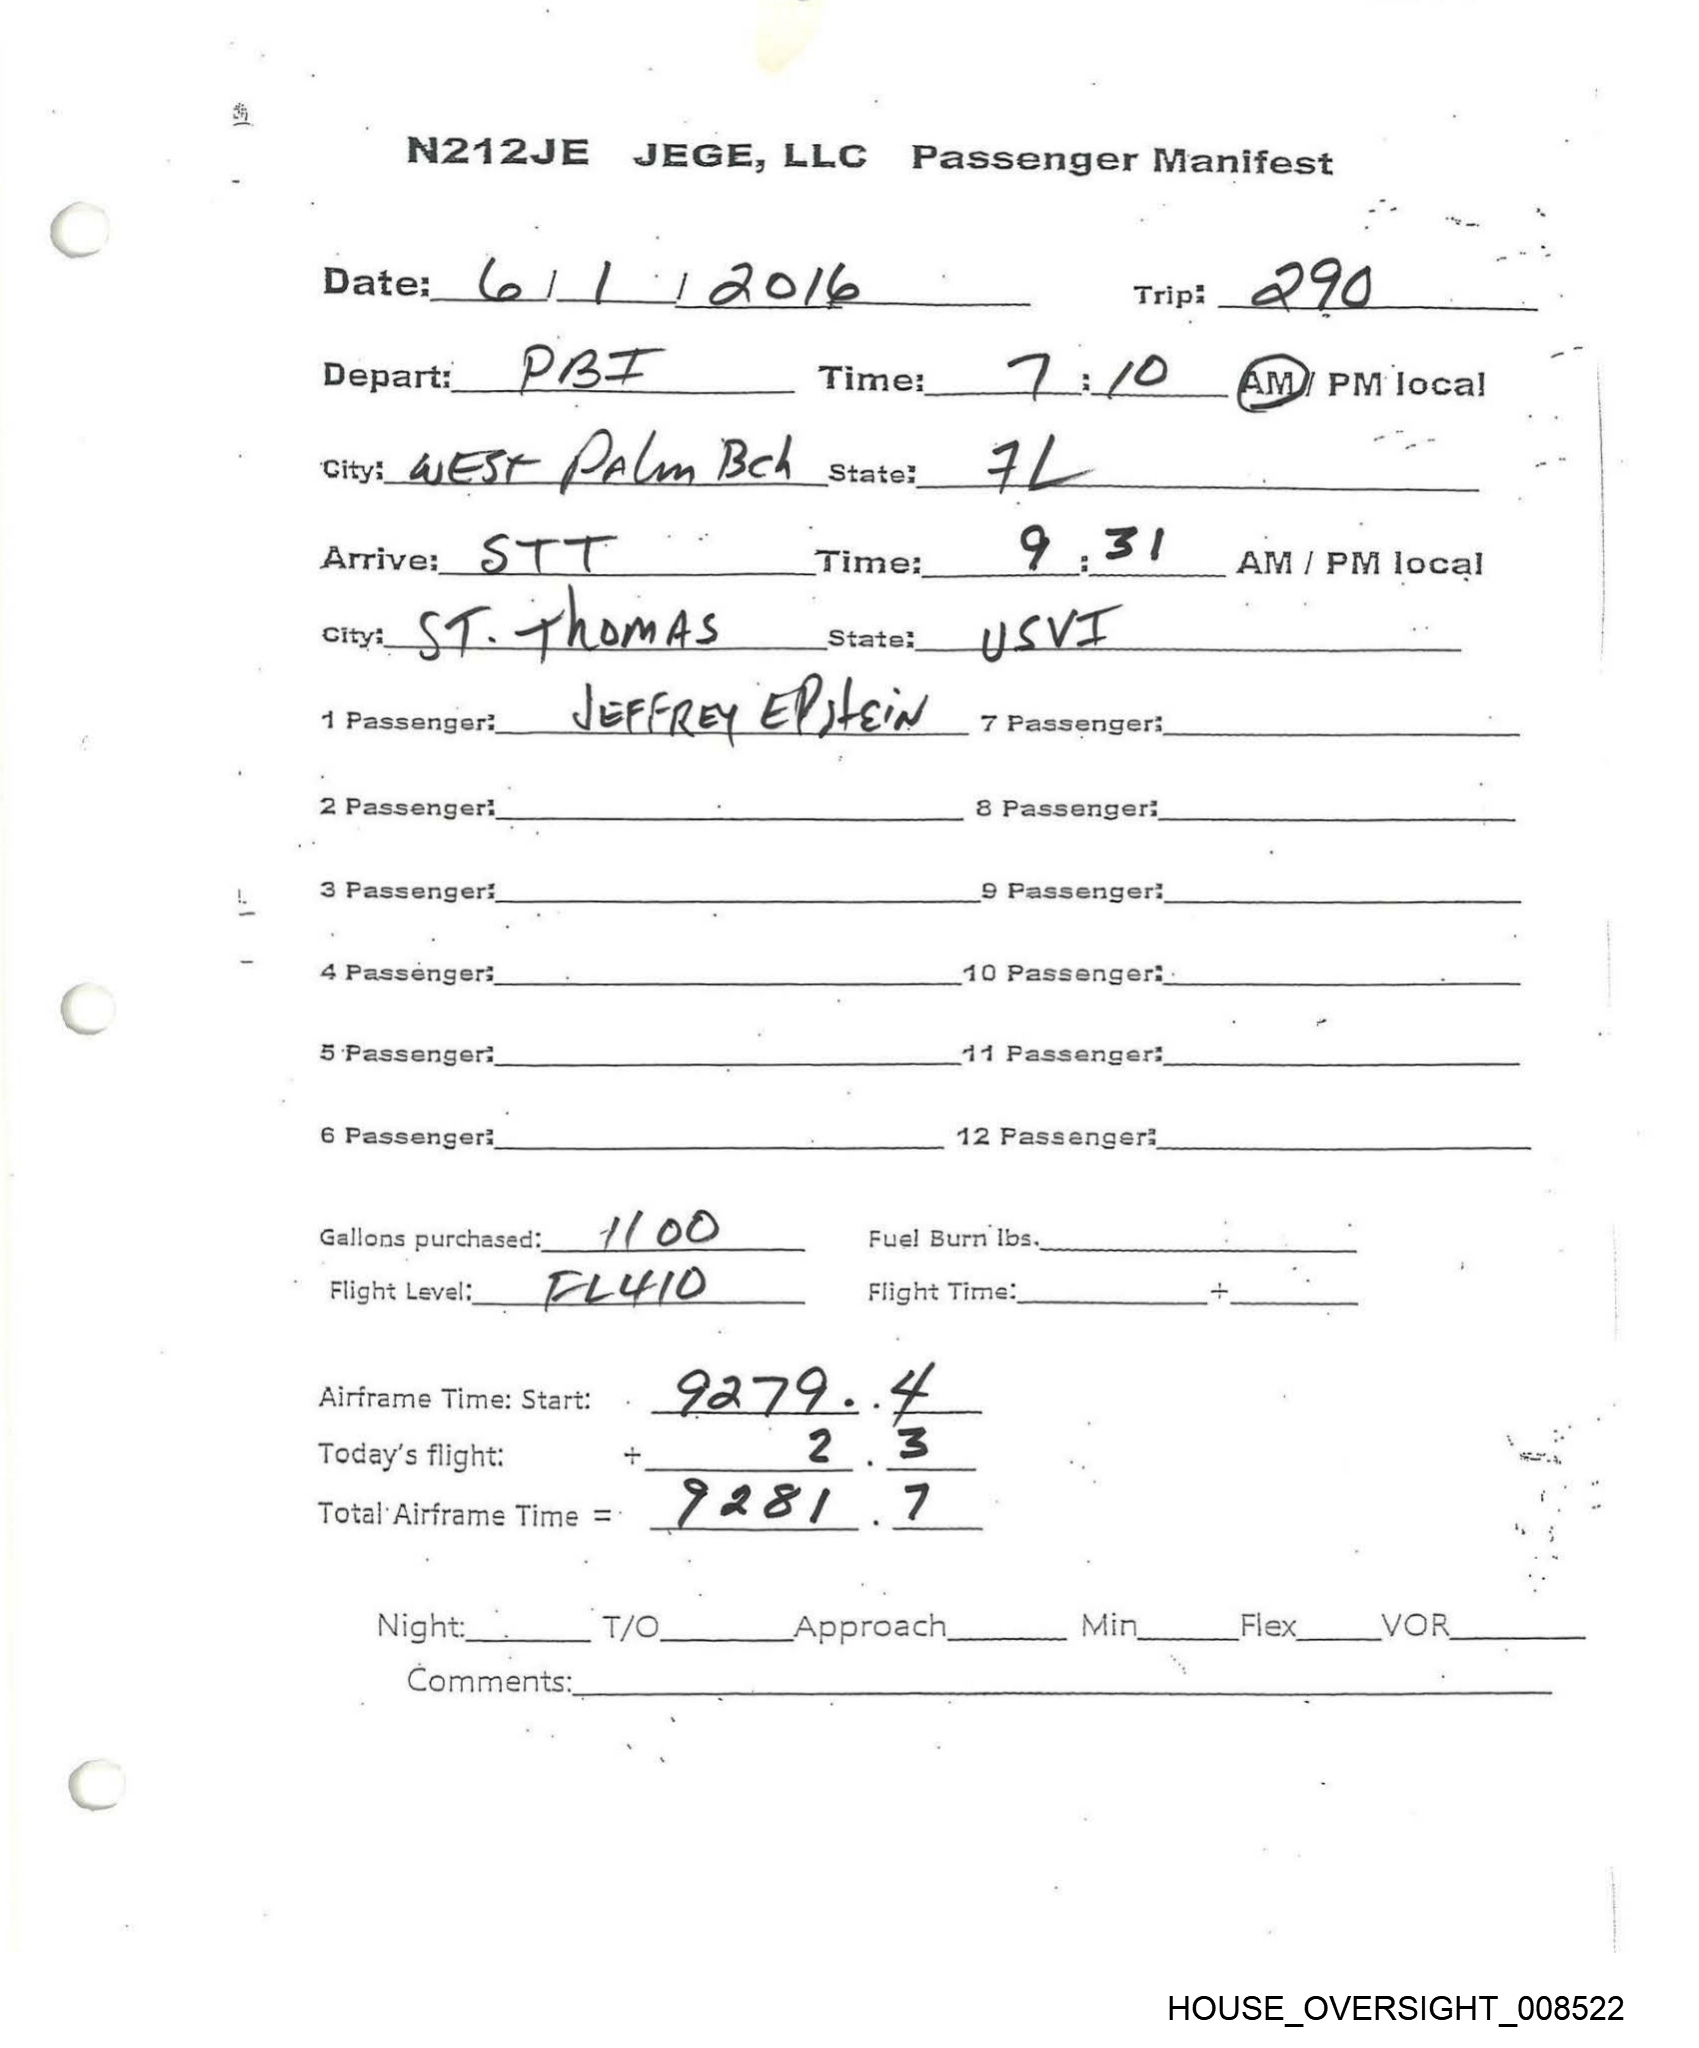 N212JE JEGE, LLC Passenger Manifest
Date: 6 / 1 / 2016 Trip: 290
Depart: PBI Time: 7 : 10 AM / PM local
City: WEST PALM Bch State: FL
Arrive: STT Time: 9 : 31 AM / PM local
City: ST. THOMAS State: USVI
1 Passenger: JEFFREY EPStEiN 7 Passenger:
2 Passenger: 8 Passenger:
3 Passenger: 9 Passenger:
4 Passenger: 10 Passenger:
5 Passenger: 11 Passenger:
6 Passenger: 12 Passenger:
Gallons purchased: 1100 Fuel Burn lbs.
Flight Level: FL410 Flight Time: +
Airframe Time: Start: 9279 . 4
Today's flight: + 2 . 3
Total Airframe Time = 9281 . 7
Night: T/O Approach Min Flex VOR
Comments:
HOUSE_OVERSIGHT_008522